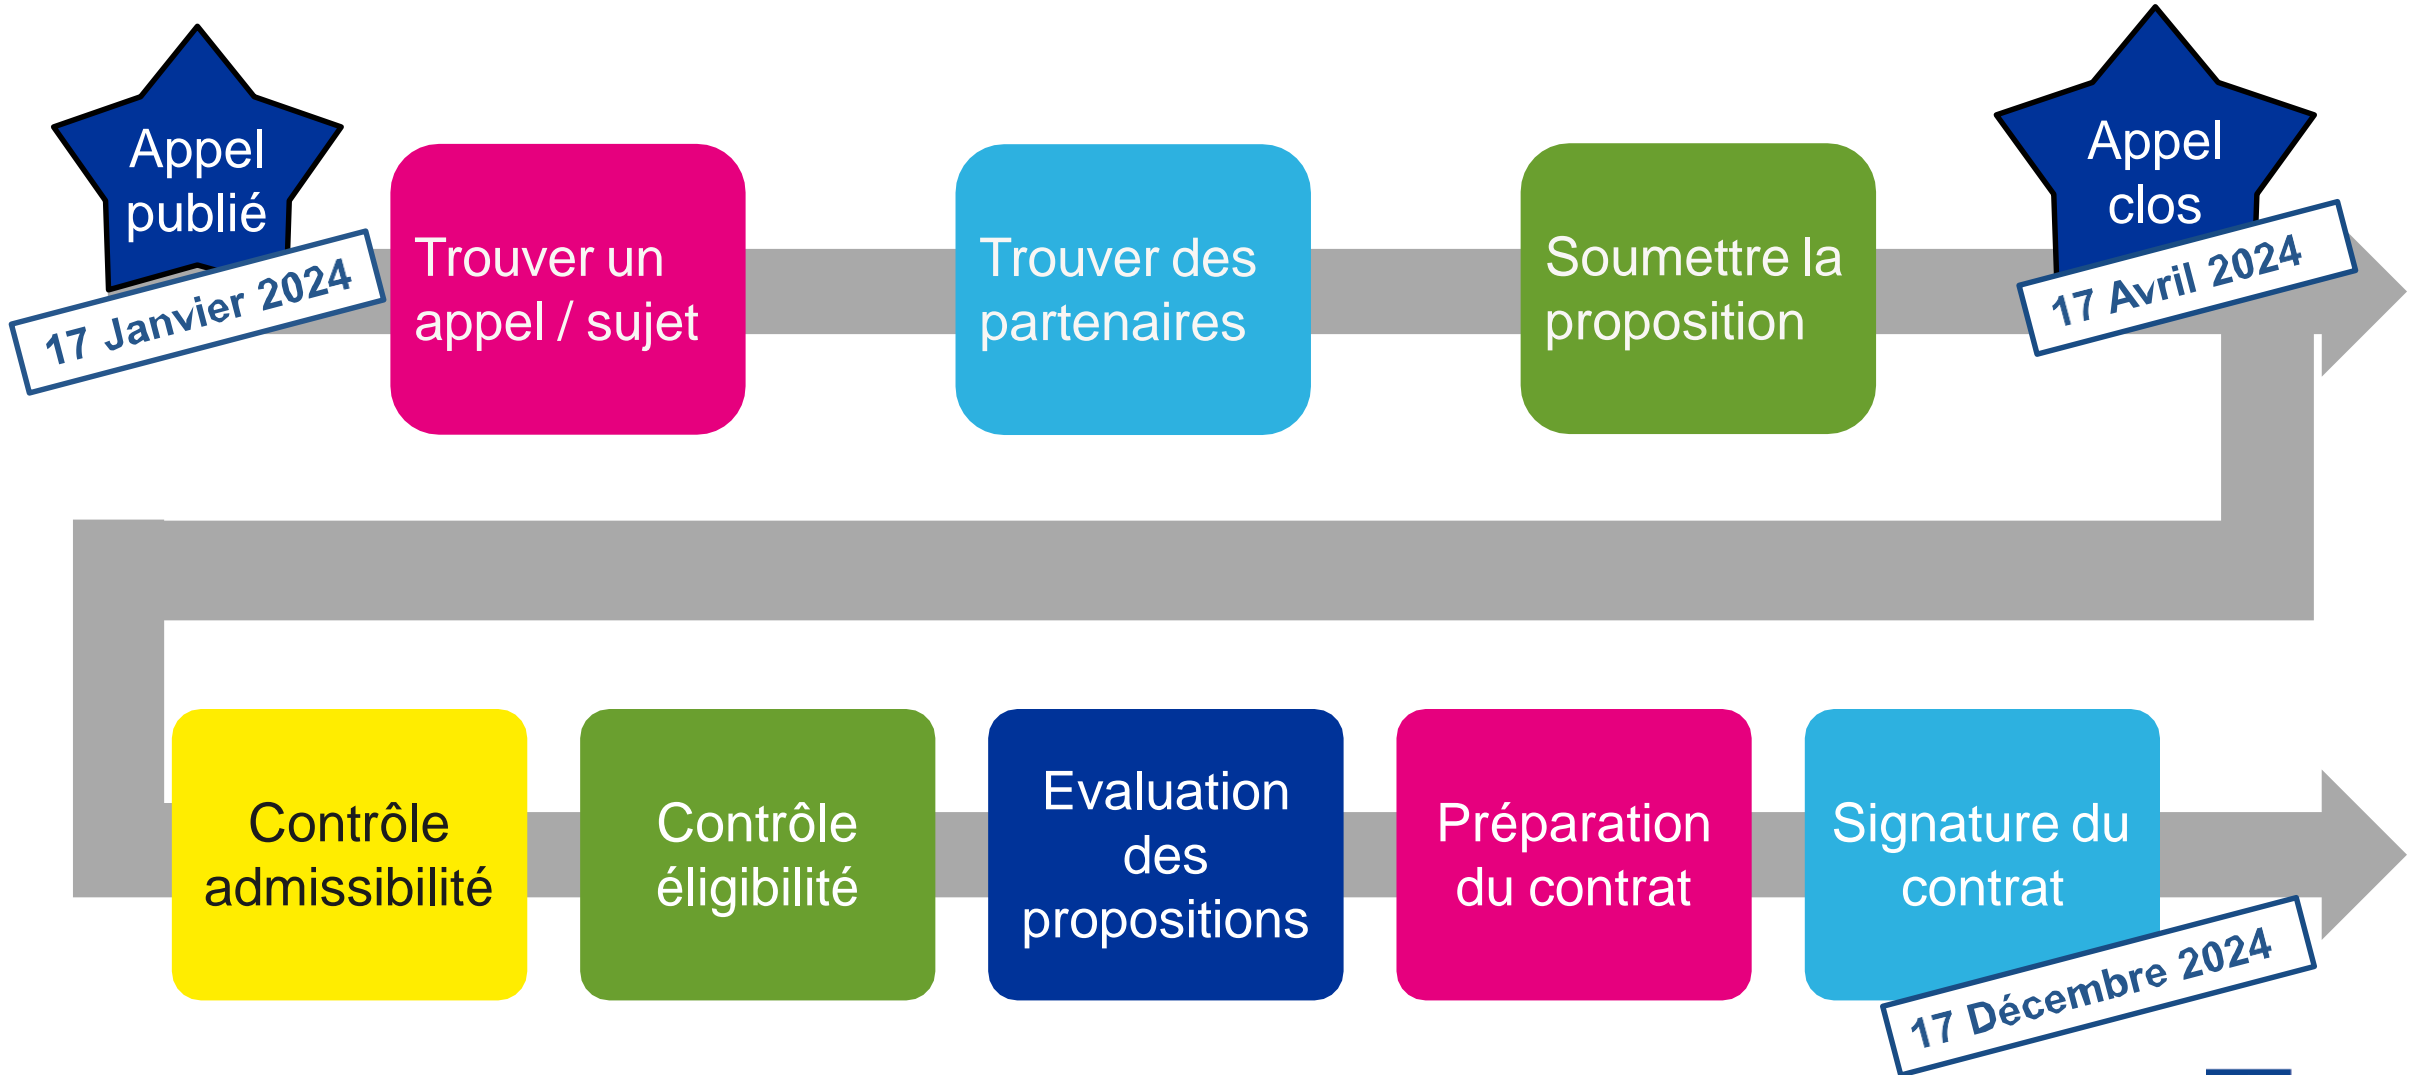 Appel
publié
17 Janvier 2024
Trouver un
appel / sujet
Trouver des
partenaires
Soumettre la
proposition
Appel
clos
17 Avril 2024
Contrôle
admissibilité
Contrôle
éligibilité
Evaluation
des
propositions
Préparation
du contrat
Signature du
contrat
17 Décembre 2024